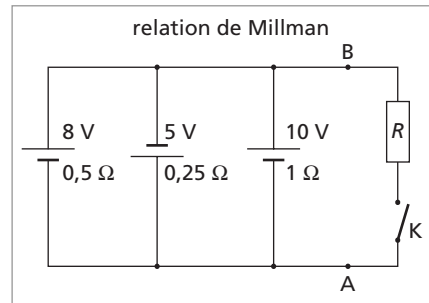 relation de Millman
B
8 V
5 V
10 V
R
0,5 Ω
0,25 Ω
1 Ω
K
A